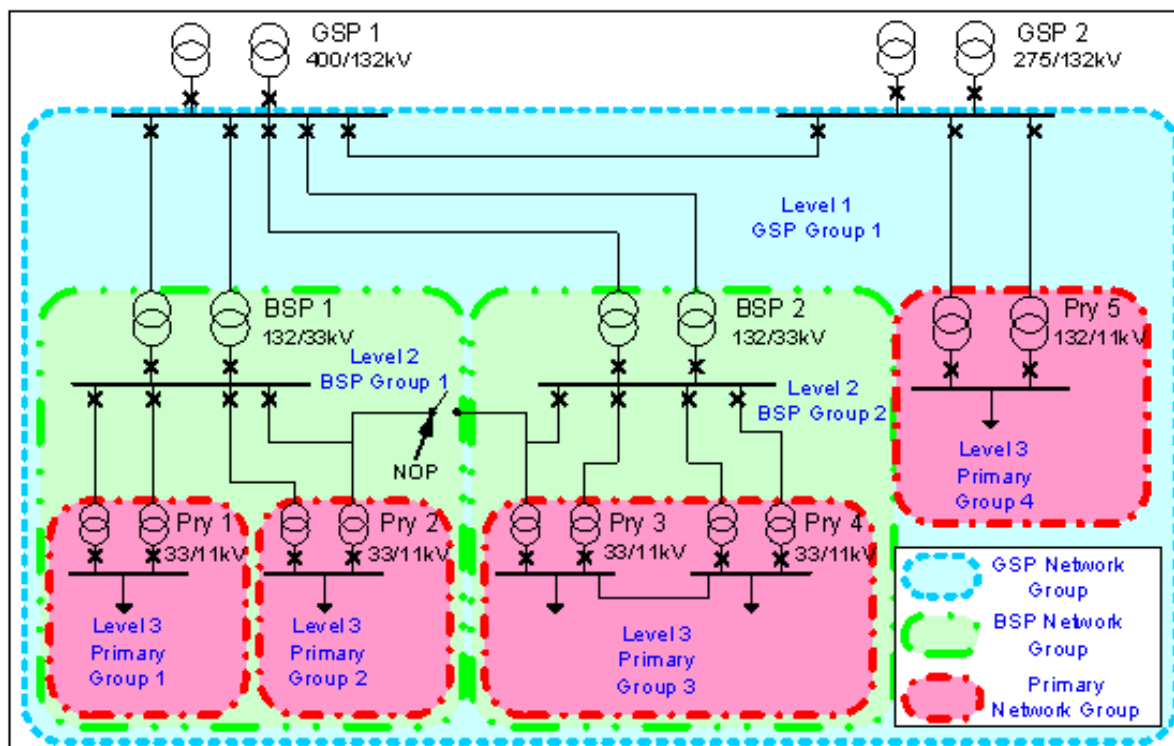 GSP 1
400/132kV
GSP 2
275/132kV
Level 1
GSP Group 1
BSP 1
132/33kV
Level 2
BSP Group 1
BSP 2
132/33kV
Level 2
BSP Group 2
Pry 5
132/11kV
Level 3
Primary
Group 4
NOP
Pry 1
33/11kV
Level 3
Primary
Group 1
Pry 2
33/11kV
Level 3
Primary
Group 2
Pry 3
33/11kV
Pry 4
33/11kV
Level 3
Primary
Group 3
GSP Network
Group
BSP Network
Group
Primary
Network Group